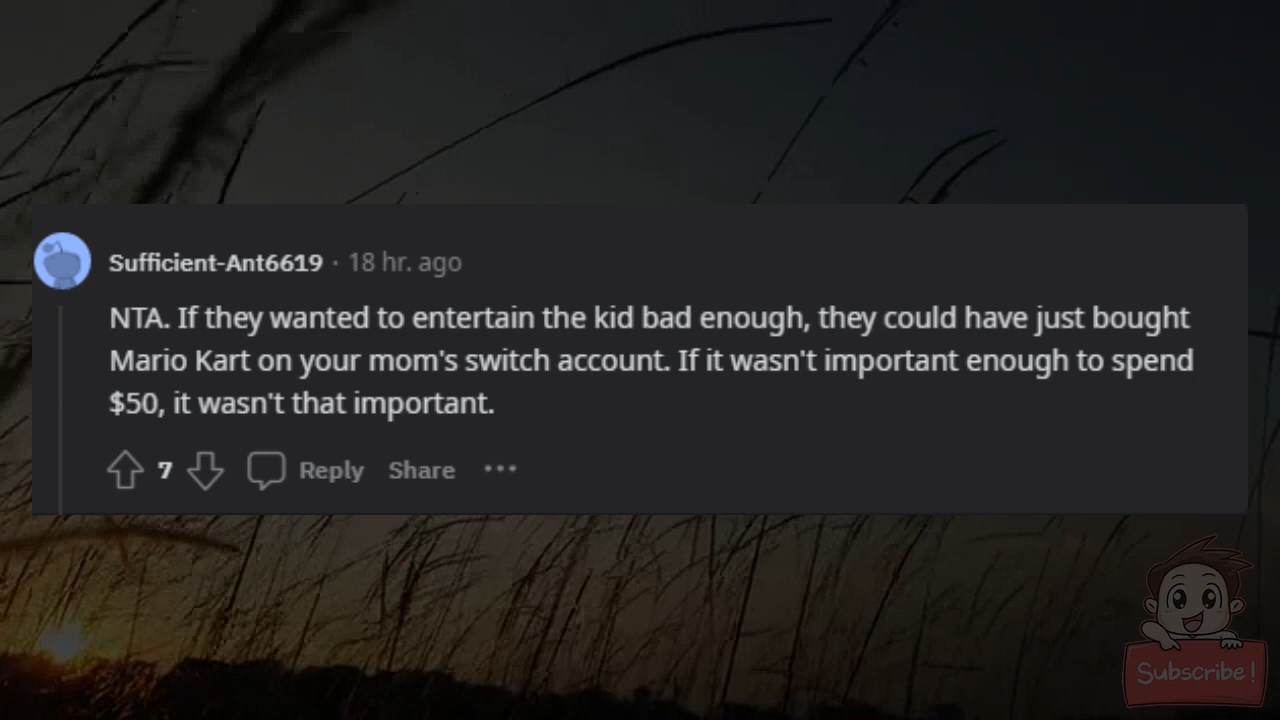 Sufficient-Ant6619 · 18 hr. ago
NTA. If they wanted to entertain the kid bad enough, they could have just bought
Mario Kart on your mom's switch account. If it wasn't important enough to spend
$50, it wasn't that important.
7 Reply Share ...
Subscribe!